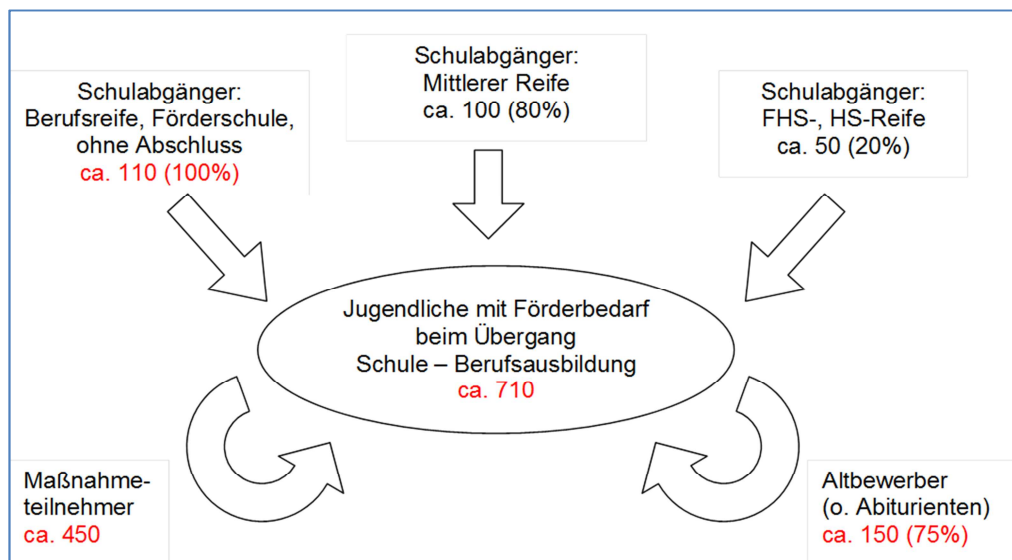 Schulabgänger:
Berufsreife, Förderschule,
ohne Abschluss
ca. 110 (100%)
Schulabgänger:
Mittlerer Reife
ca. 100 (80%)
Schulabgänger:
FHS-, HS-Reife
ca. 50 (20%)
Jugendliche mit Förderbedarf
beim Übergang
Schule – Berufsausbildung
ca. 710
Maßnahme-
teilnehmer
ca. 450
Altbewerber
(o. Abiturienten)
ca. 150 (75%)